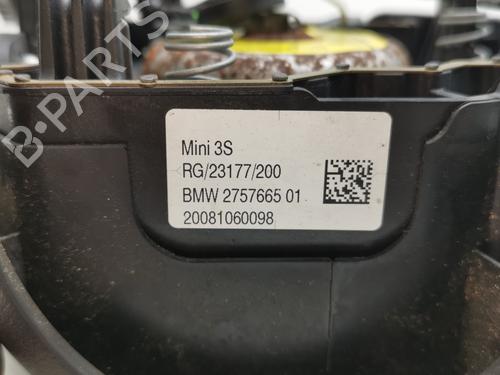 Mini 3S
RG/23177/200
BMW 2757665 01
20081060098
B-PARTS